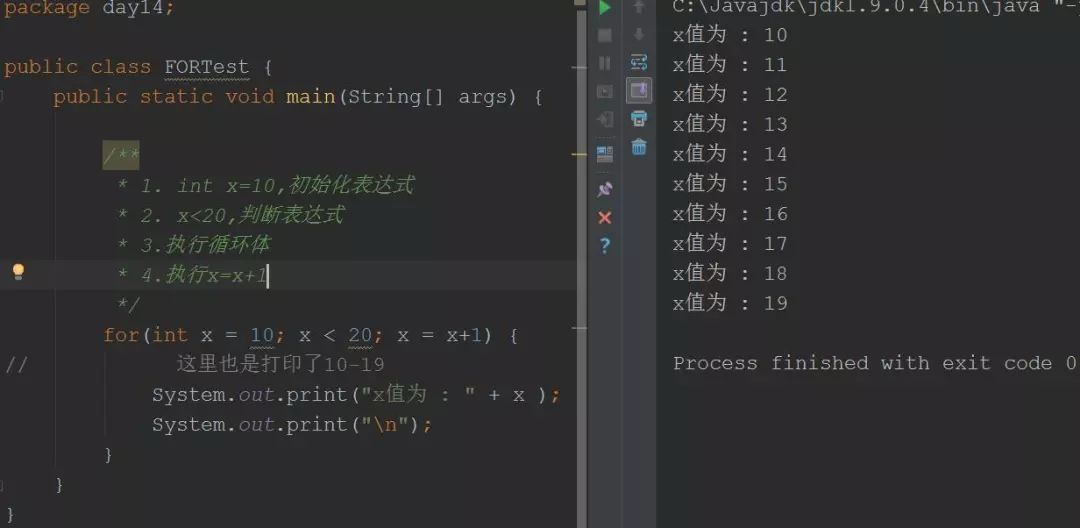 package day14;
public class FORTest {
public static void main(String[] args) {
/**
* 1. int x=10,初始化表达式
* 2. x<20,判断表达式
* 3.执行循环体
* 4.执行x=x+1
*/
for(int x = 10; x < 20; x = x+1) {
// 这里也是打印了10-19
System.out.print("x值为 : " + x );
System.out.print("\n");
}
}
}
C:\Javajdk\jdk1.9.0.4\bin\java "-
x值为 : 10
x值为 : 11
x值为 : 12
x值为 : 13
x值为 : 14
x值为 : 15
x值为 : 16
x值为 : 17
x值为 : 18
x值为 : 19
Process finished with exit code 0